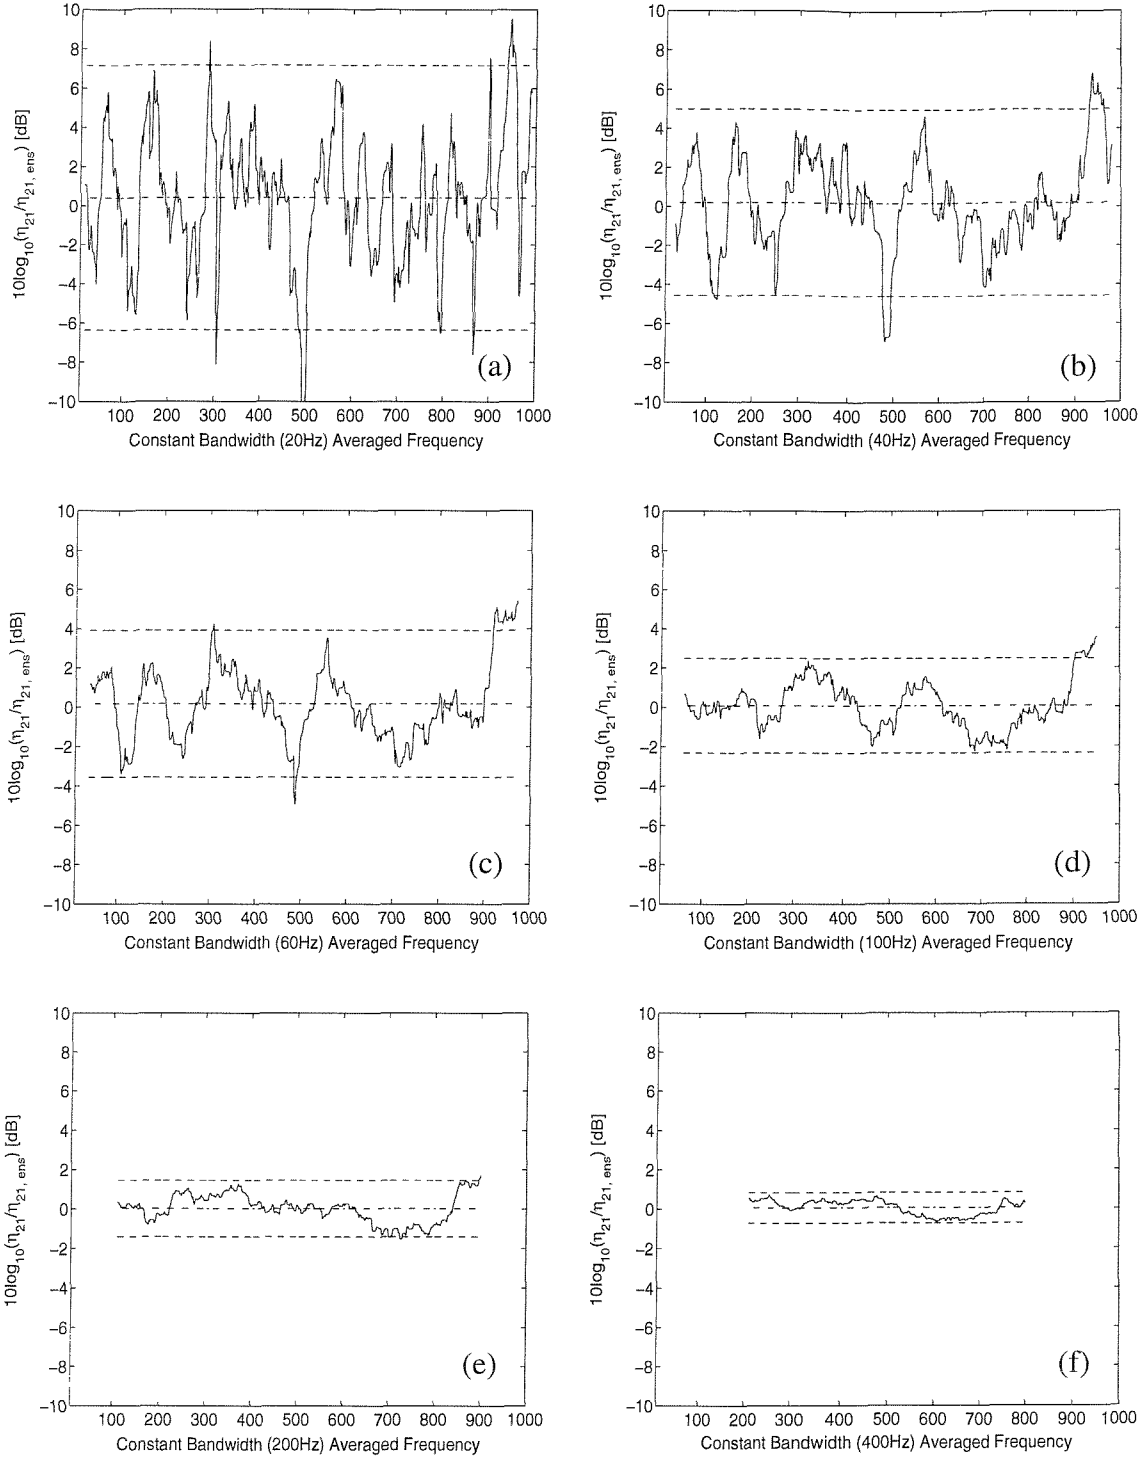 10
8
6
4
2
0
−2
−4
−6
−8
−10
10log10(η21/η21, ens) [dB]
(a)
100 200 300 400 500 600 700 800 900 1000
Constant Bandwidth (20Hz) Averaged Frequency
10
8
6
4
2
0
−2
−4
−6
−8
−10
10log10(η21/η21, ens) [dB]
(b)
100 200 300 400 500 600 700 800 900 1000
Constant Bandwidth (40Hz) Averaged Frequency
10
8
6
4
2
0
−2
−4
−6
−8
−10
10log10(η21/η21, ens) [dB]
(c)
100 200 300 400 500 600 700 800 900 1000
Constant Bandwidth (60Hz) Averaged Frequency
10
8
6
4
2
0
−2
−4
−6
−8
−10
10log10(η21/η21, ens) [dB]
(d)
100 200 300 400 500 600 700 800 900 1000
Constant Bandwidth (100Hz) Averaged Frequency
10
8
6
4
2
0
−2
−4
−6
−8
−10
10log10(η21/η21, ens) [dB]
(e)
100 200 300 400 500 600 700 800 900 1000
Constant Bandwidth (200Hz) Averaged Frequency
10
8
6
4
2
0
−2
−4
−6
−8
−10
10log10(η21/η21, ens) [dB]
(f)
100 200 300 400 500 600 700 800 900 1000
Constant Bandwidth (400Hz) Averaged Frequency